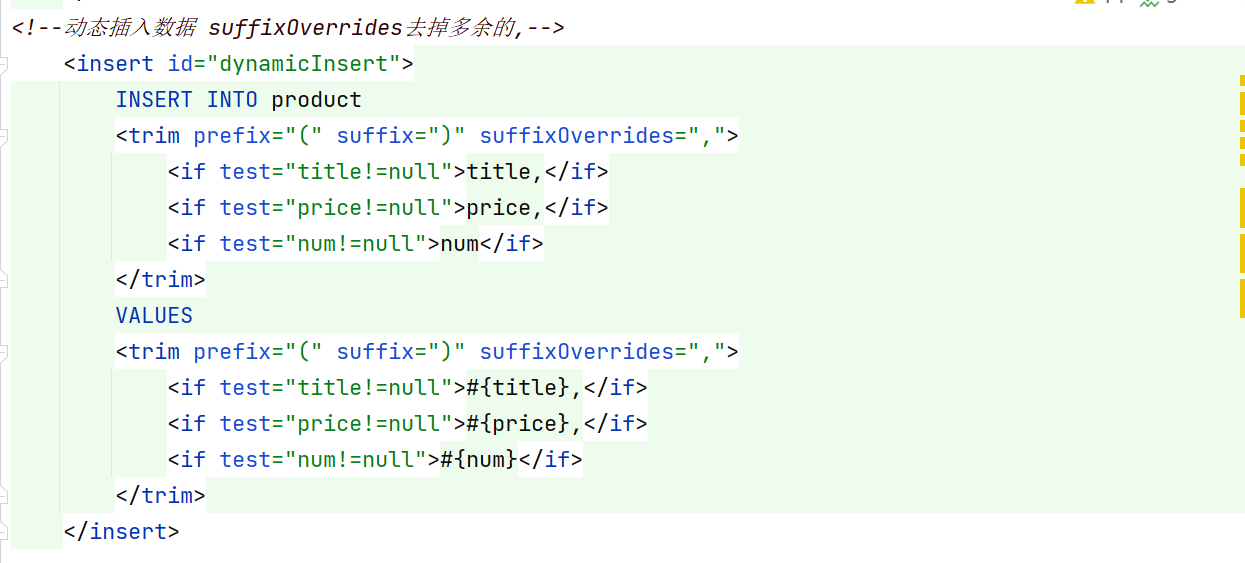 <!--动态插入数据 suffixOverrides去掉多余的,-->
<insert id="dynamicInsert">
INSERT INTO product
<trim prefix="(" suffix=")" suffixOverrides=",">
<if test="title!=null">title,</if>
<if test="price!=null">price,</if>
<if test="num!=null">num</if>
</trim>
VALUES
<trim prefix="(" suffix=")" suffixOverrides=",">
<if test="title!=null">#{title},</if>
<if test="price!=null">#{price},</if>
<if test="num!=null">#{num}</if>
</trim>
</insert>